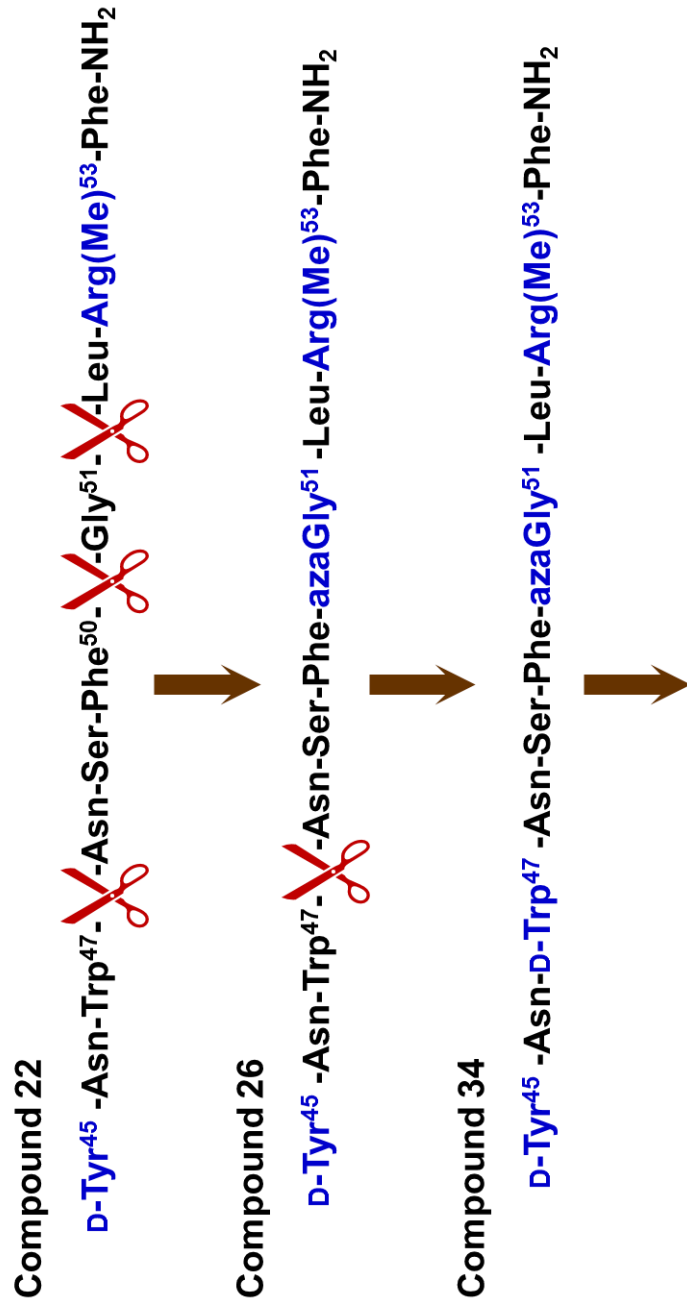 Compound 22
D-Tyr⁴⁵ -Asn-Trp⁴⁷- -Asn-Ser-Phe⁵⁰- -Gly⁵¹- -Leu-Arg(Me)⁵³-Phe-NH₂
Compound 26
D-Tyr⁴⁵ -Asn-Trp⁴⁷- -Asn-Ser-Phe-azaGly⁵¹ -Leu-Arg(Me)⁵³-Phe-NH₂
Compound 34
D-Tyr⁴⁵ -Asn-D-Trp⁴⁷ -Asn-Ser-Phe-azaGly⁵¹ -Leu-Arg(Me)⁵³-Phe-NH₂